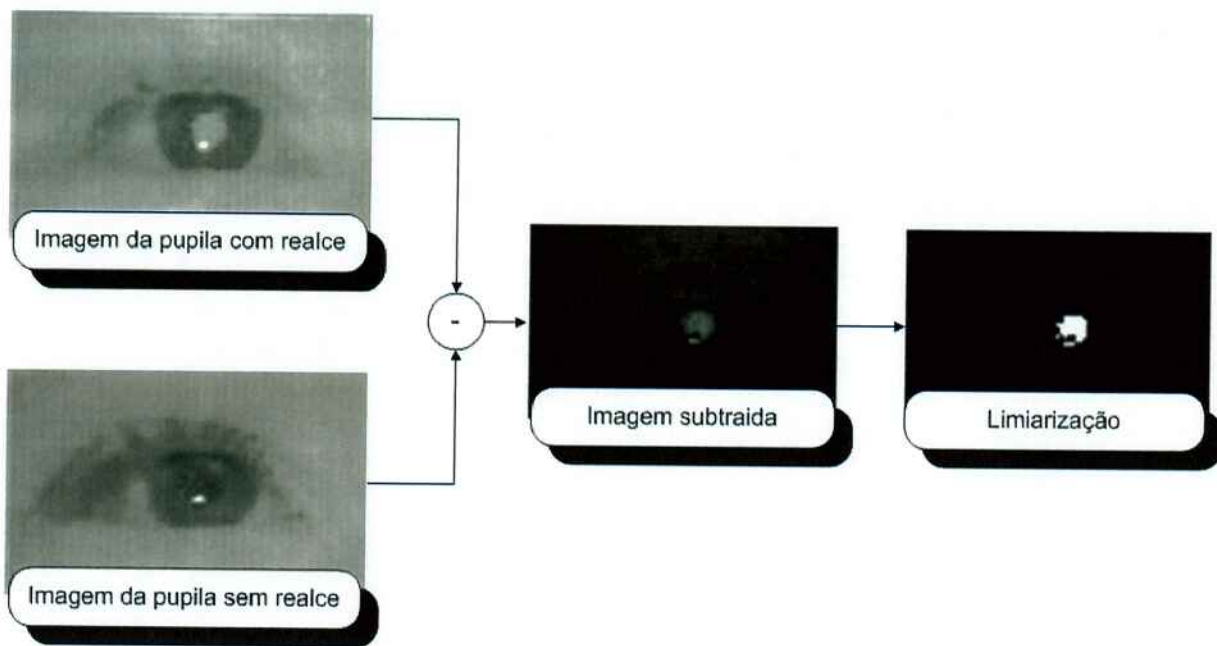 Imagem da pupila com realce
-
Imagem subtraida
Limiarização
Imagem da pupila sem realce